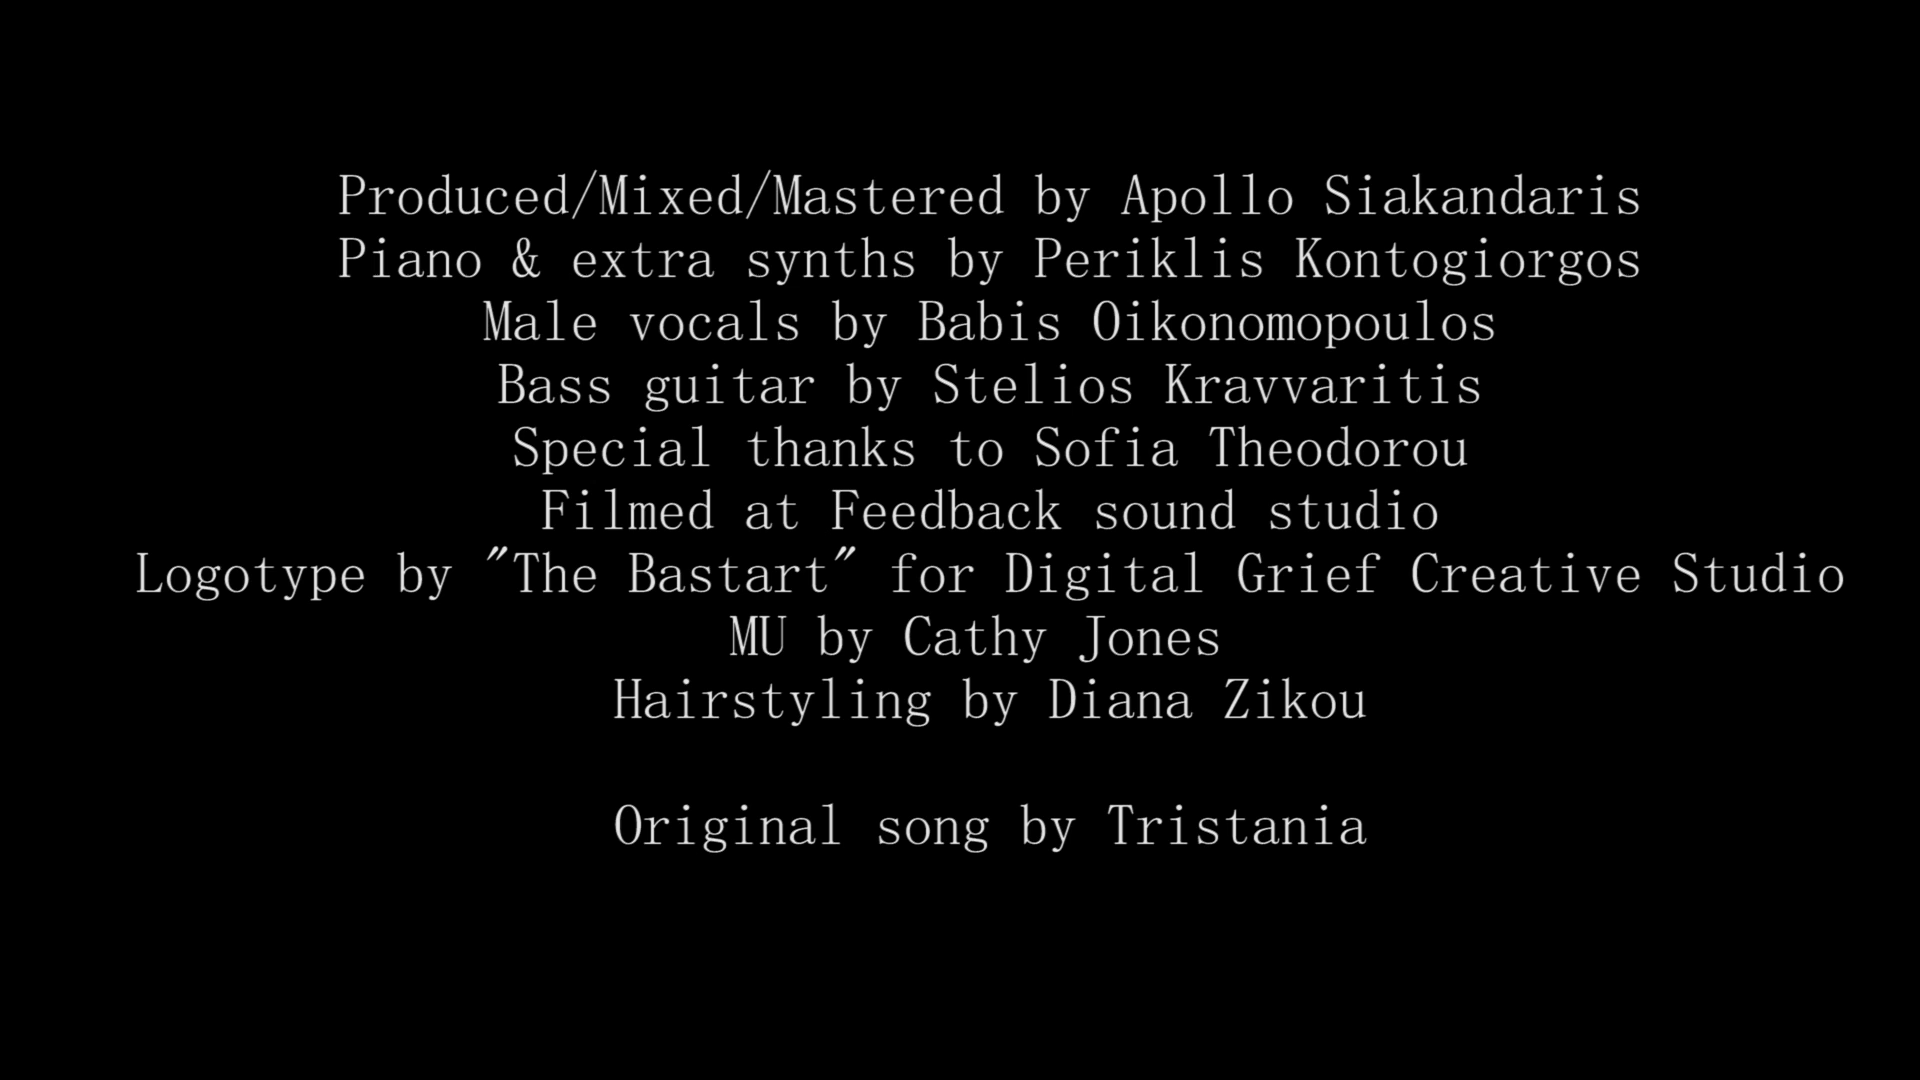 Produced/Mixed/Mastered by Apollo Siakandaris
Piano & extra synths by Periklis Kontogiorgos
Male vocals by Babis Oikonomopoulos
Bass guitar by Stelios Kravvaritis
Special thanks to Sofia Theodorou
Filmed at Feedback sound studio
Logotype by "The Bastart" for Digital Grief Creative Studio
MU by Cathy Jones
Hairstyling by Diana Zikou
Original song by Tristania